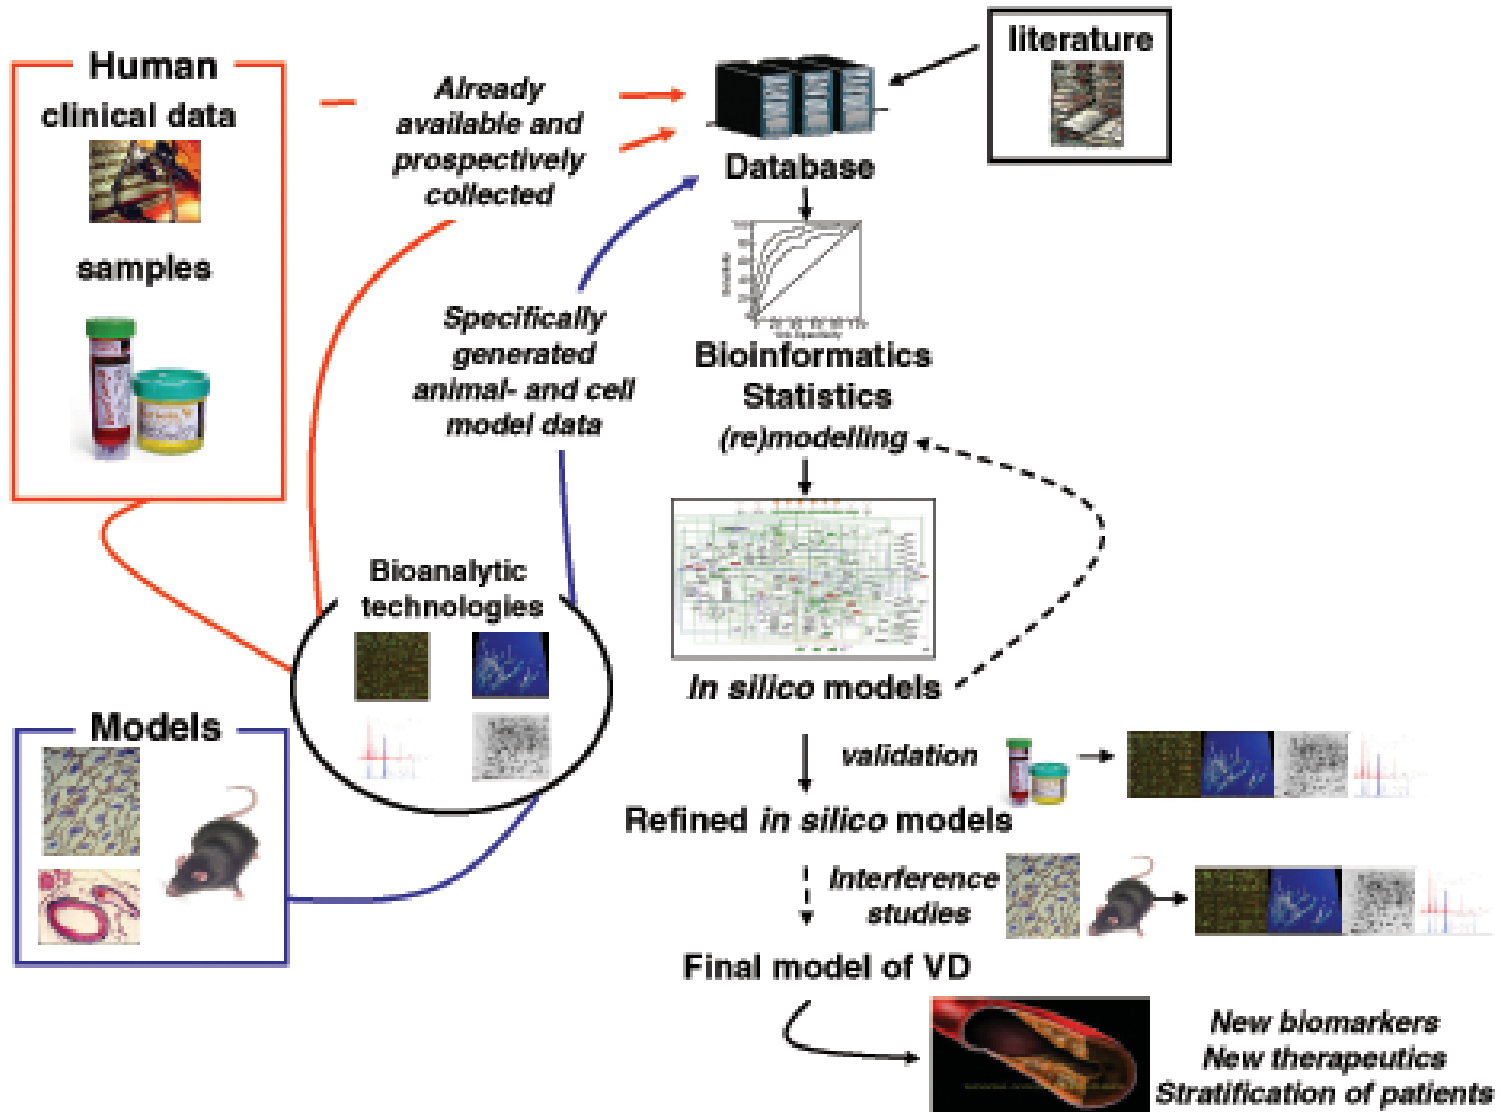 Human
clinical data
samples
Already
available and
prospectively
collected
literature
Database
Specifically
generated
animal- and cell
model data
Bioinformatics
Statistics
(re)modelling
Bioanalytic
technologies
In silico models
Models
validation
Refined in silico models
Interference
studies
Final model of VD
New biomarkers
New therapeutics
Stratification of patients